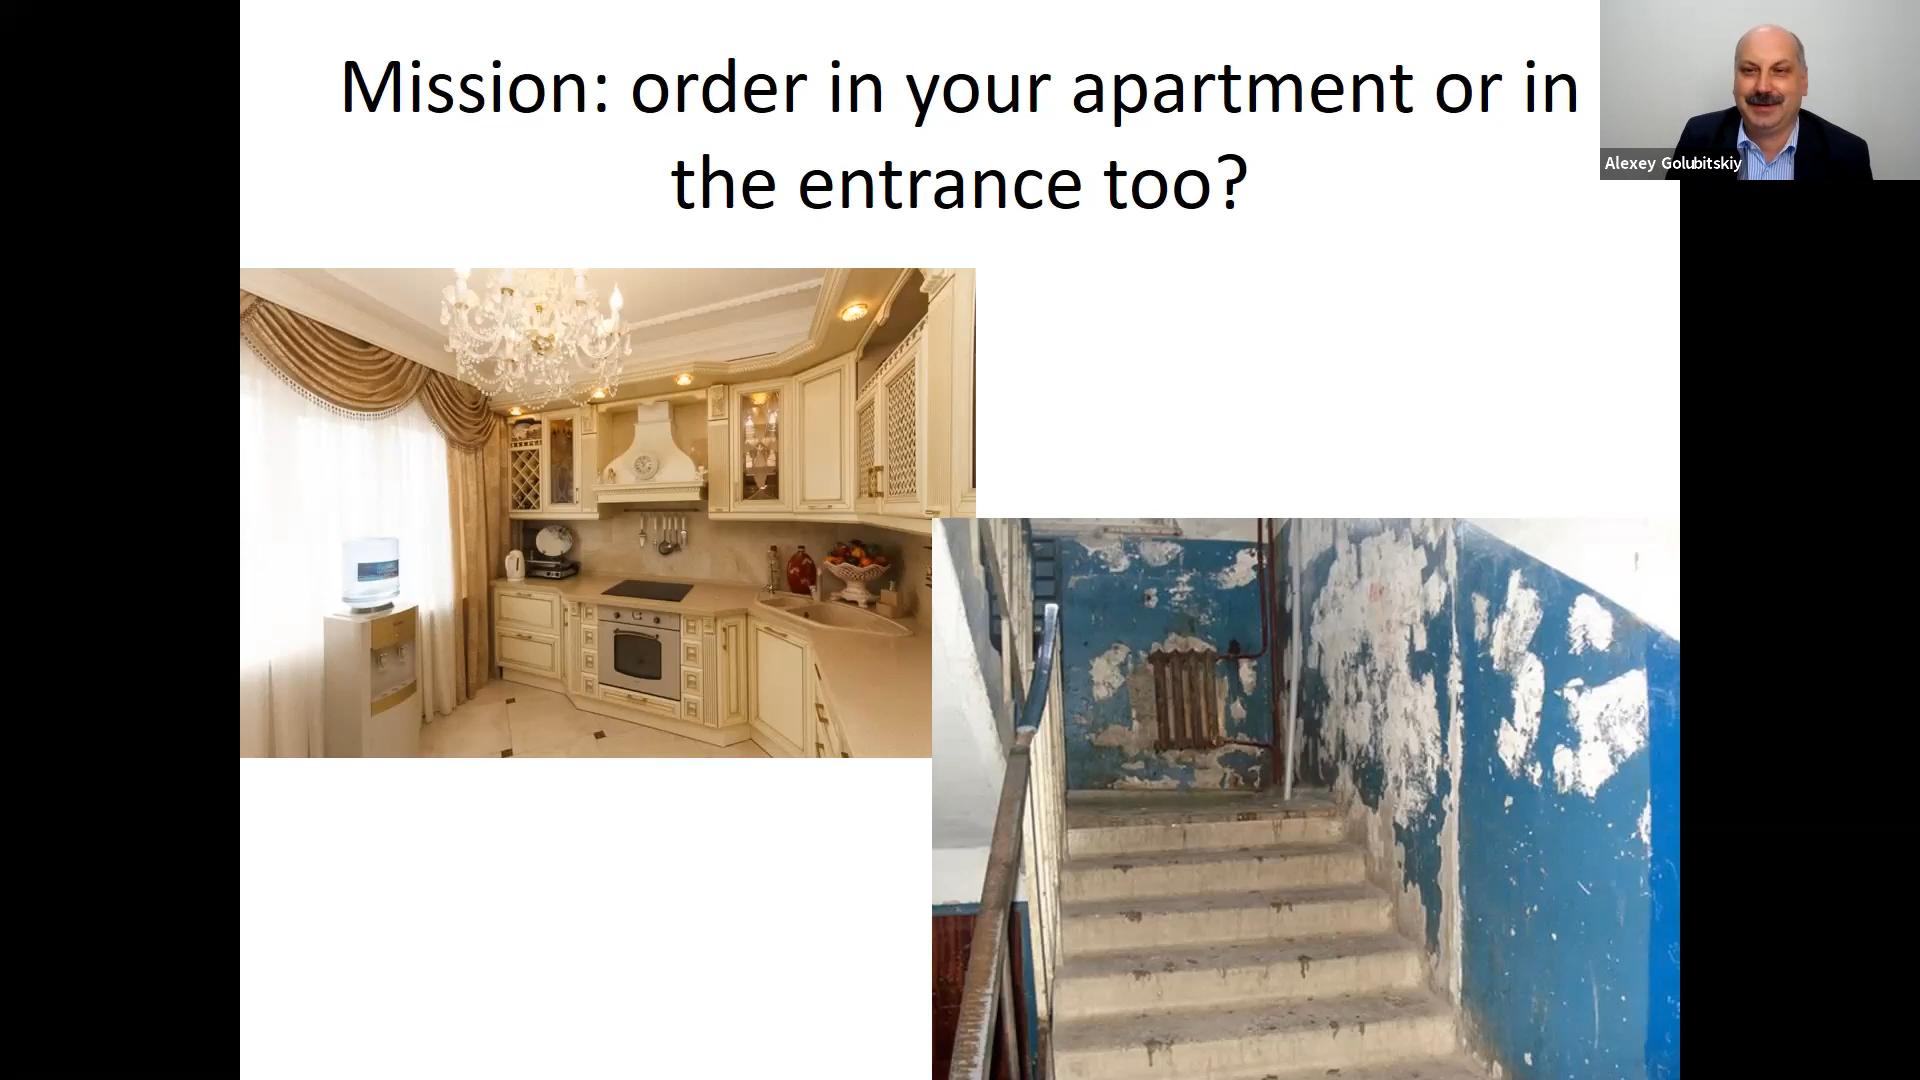 Mission: order in your apartment or in
the entrance too?
Alexey Golubitskiy